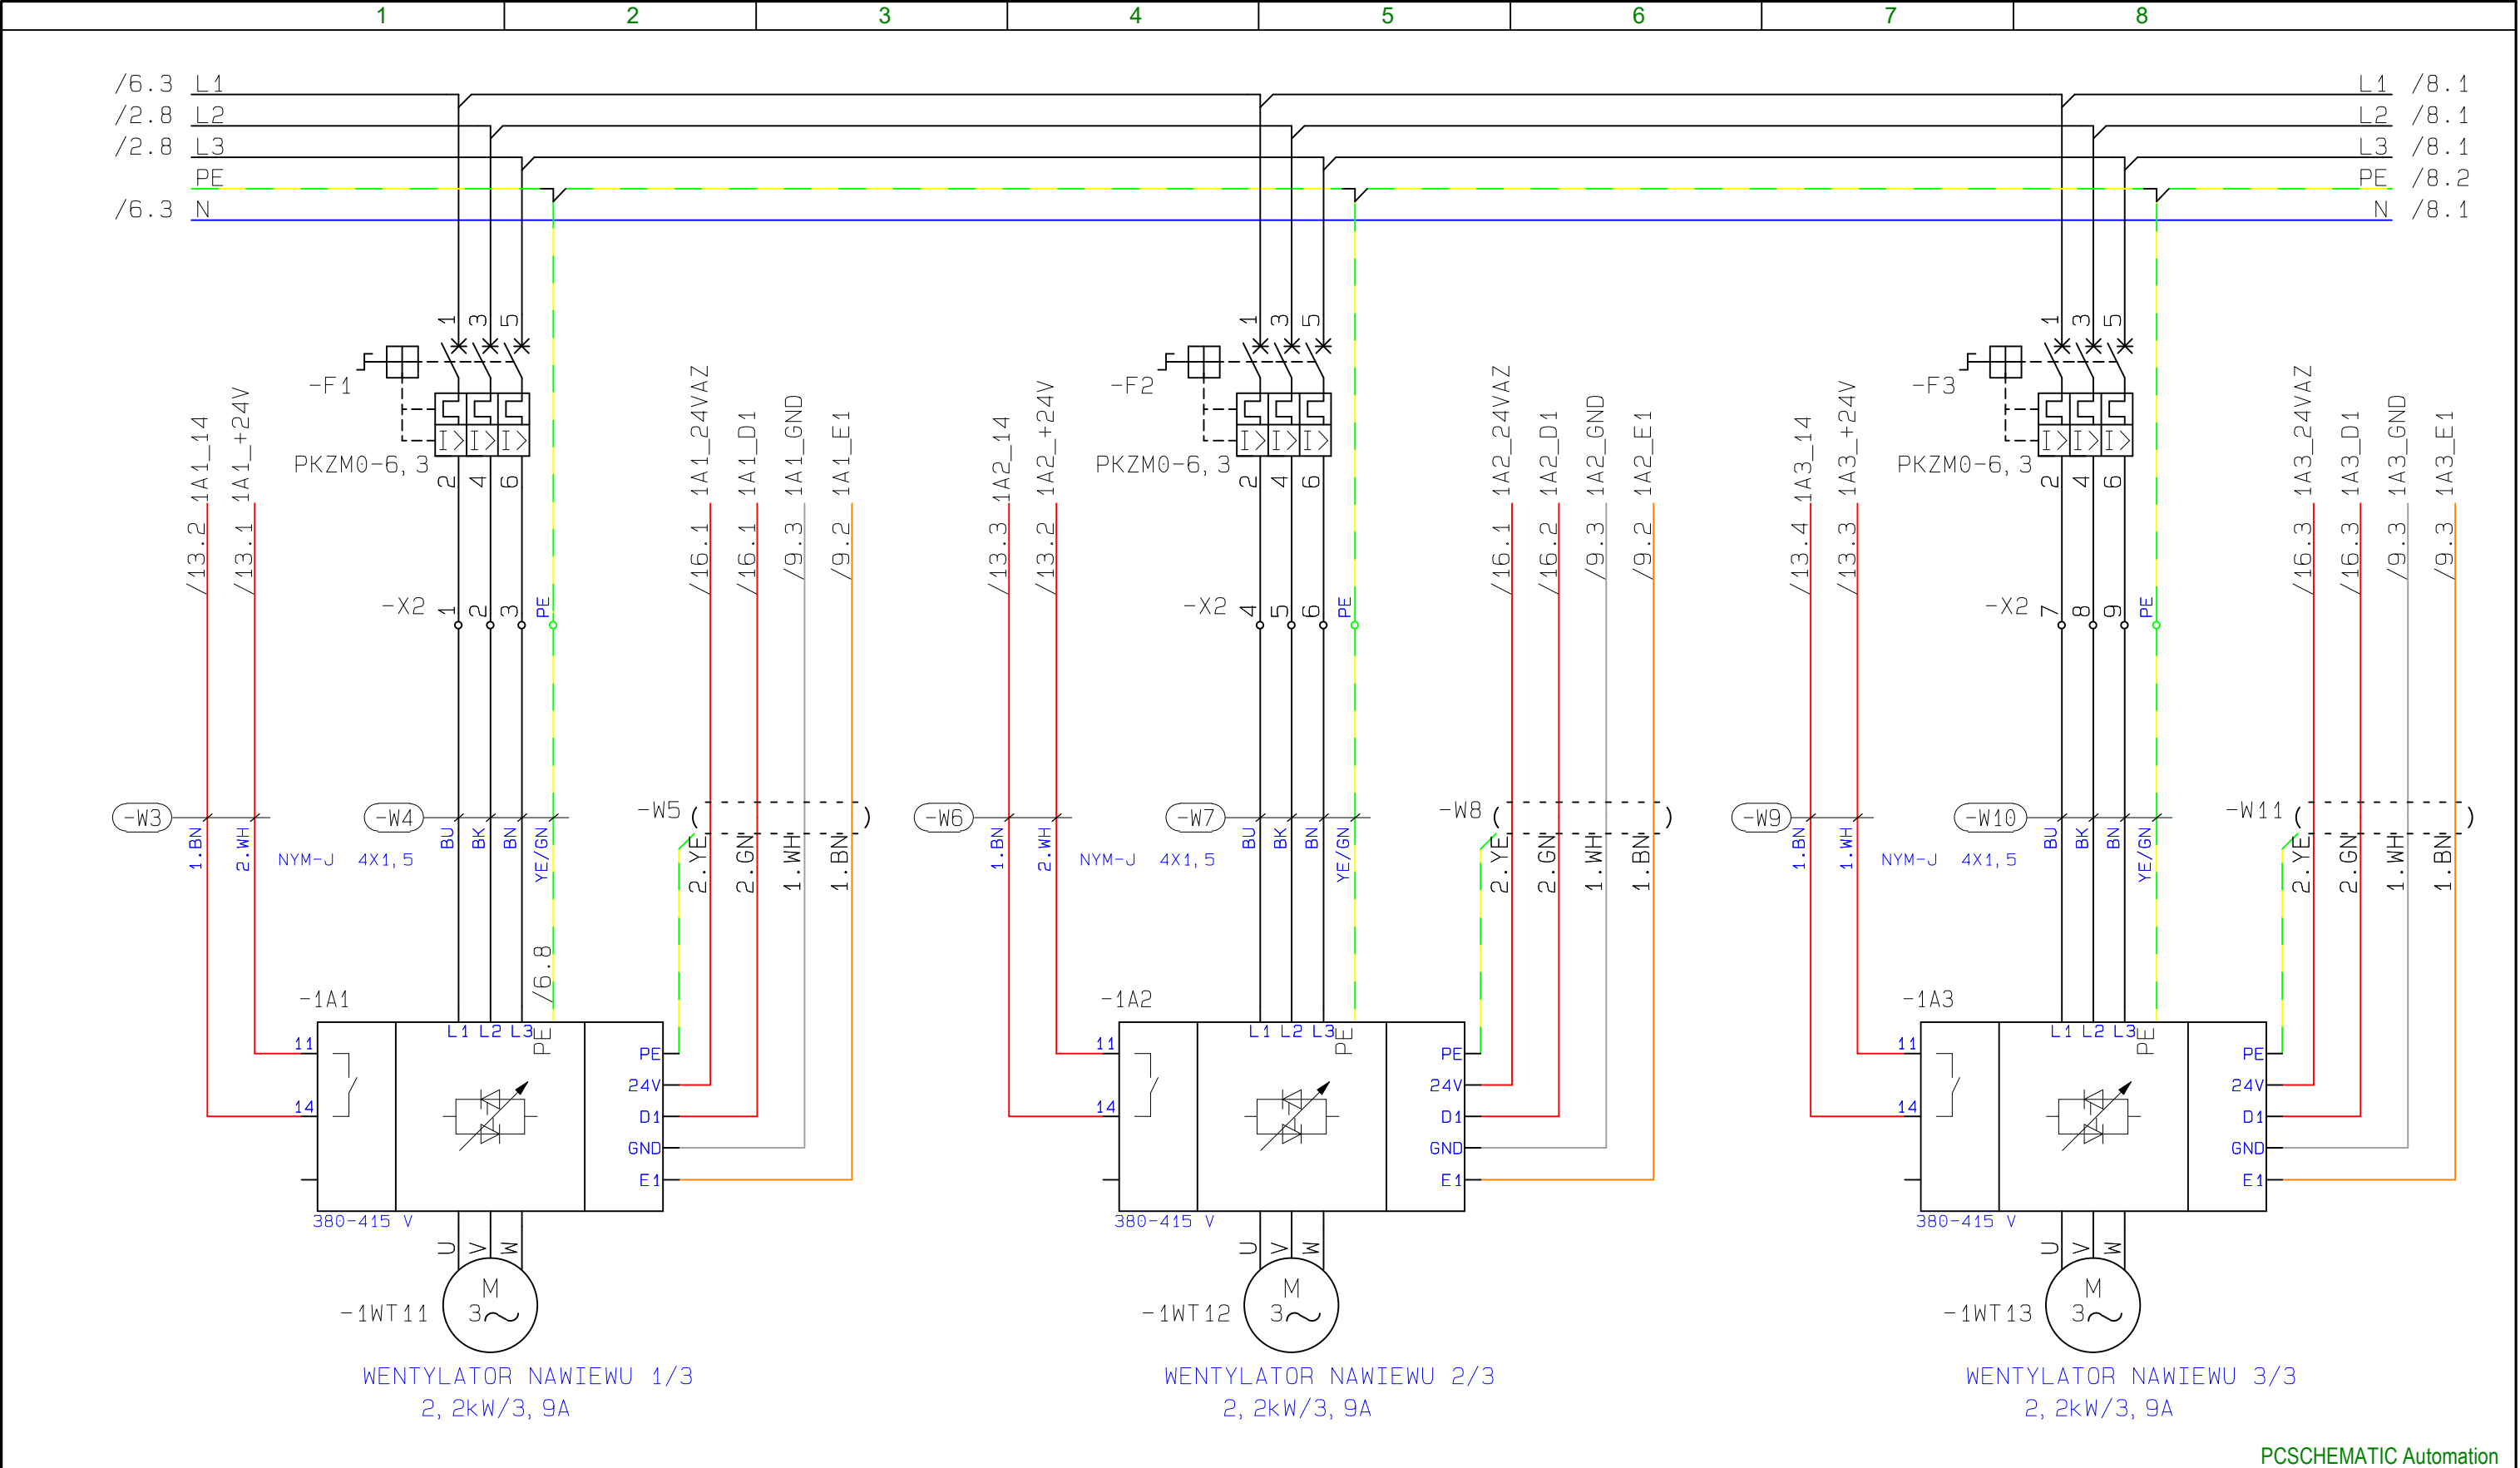 1 2 3 4 5 6 7 8
/6.3 L1 L1 /8.1
/2.8 L2 L2 /8.1
/2.8 L3 L3 /8.1
PE PE /8.2
/6.3 N N /8.1
1 3 5 1 3 5 1 3 5
-F1 -F2 -F3
PKZM0-6,3 PKZM0-6,3 PKZM0-6,3
I> I> I> I> I> I> I> I> I>
2 4 6 2 4 6 2 4 6
/13.2 1A1_14
/13.1 1A1_+24V
/16.1 1A1_24VAZ
/16.1 1A1_D1
/9.3 1A1_GND
/9.2 1A1_E1
/13.3 1A2_14
/13.2 1A2_+24V
/16.1 1A2_24VAZ
/16.2 1A2_D1
/9.3 1A2_GND
/9.2 1A2_E1
/13.4 1A3_14
/13.3 1A3_+24V
/16.3 1A3_24VAZ
/16.3 1A3_D1
/9.3 1A3_GND
/9.3 1A3_E1
-X2 1 2 3 PE -X2 4 5 6 PE -X2 7 8 9 PE
-W3 -W4 -W5 -W6 -W7 -W8 -W9 -W10 -W11
1.BN 2.WH NYM-J 4X1,5 BU BK BN YE/GN 2.YE 2.GN 1.WH 1.BN
1.BN 2.WH NYM-J 4X1,5 BU BK BN YE/GN 2.YE 2.GN 1.WH 1.BN
1.BN 1.WH NYM-J 4X1,5 BU BK BN YE/GN 2.YE 2.GN 1.WH 1.BN
/6.8
-1A1 -1A2 -1A3
L1 L2 L3 PE L1 L2 L3 PE L1 L2 L3 PE
11 PE 11 PE 11 PE
24V 24V 24V
14 D1 14 D1 14 D1
GND GND GND
E1 E1 E1
380-415 V 380-415 V 380-415 V
U V W U V W U V W
M M M
-1WT11 3~ -1WT12 3~ -1WT13 3~
WENTYLATOR NAWIEWU 1/3 WENTYLATOR NAWIEWU 2/3 WENTYLATOR NAWIEWU 3/3
2,2kW/3,9A 2,2kW/3,9A 2,2kW/3,9A
PCSCHEMATIC Automation